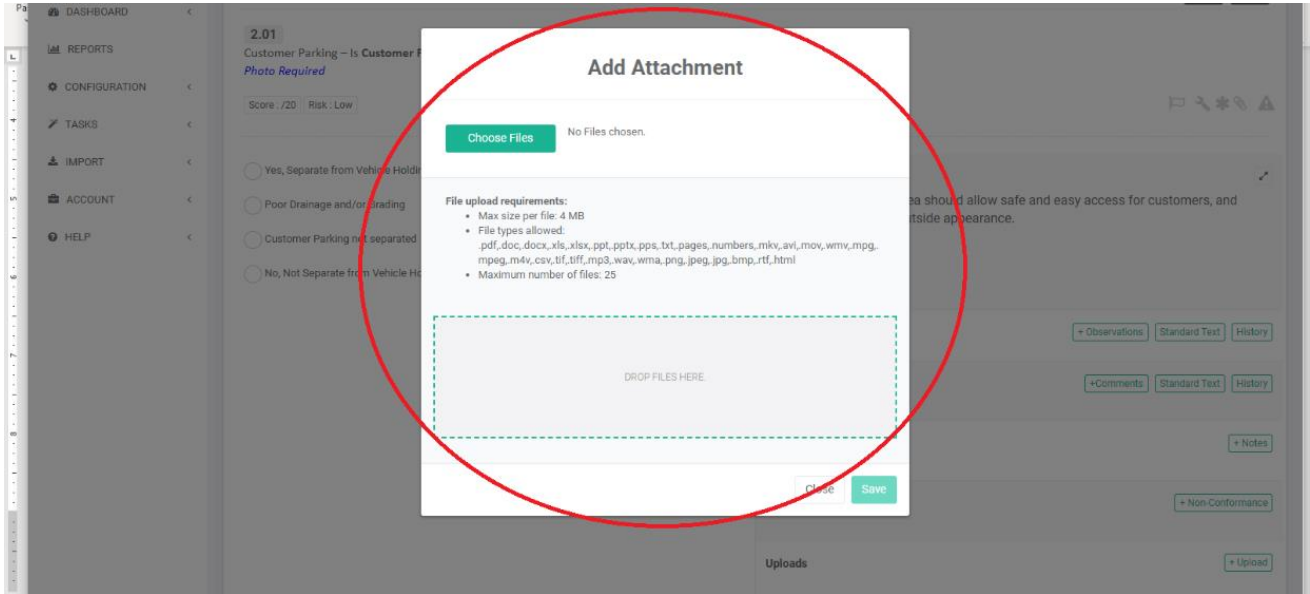 Pa
DASHBOARD
REPORTS
CONFIGURATION
TASKS
IMPORT
ACCOUNT
HELP
2.01
Customer Parking – Is Customer
Photo Required
Score : /20 Risk : Low
Yes, Separate from Vehicle
Poor Drainage and/or Grading
Customer Parking not separated
No, Not Separate from Vehicle
Add Attachment
Choose Files No Files chosen.
File upload requirements:
• Max size per file: 4 MB
• File types allowed:
.pdf,.doc,.docx,.xls,.xlsx,.ppt,.pptx,.pps,.txt,.pages,.numbers,.mkv,.avi,.mov,.wmv,.mpg,.
mpeg,.m4v,.csv,.tif,.tiff,.mp3,.wav,.wma,.png,.jpeg,.jpg,.bmp,.rtf,.html
• Maximum number of files: 25
DROP FILES HERE.
Close Save
should allow safe and easy access for customers, and
appearance.
+ Observations Standard Text History
+Comments Standard Text History
+ Notes
+ Non-Conformance
Uploads + Upload
5
6
7
8